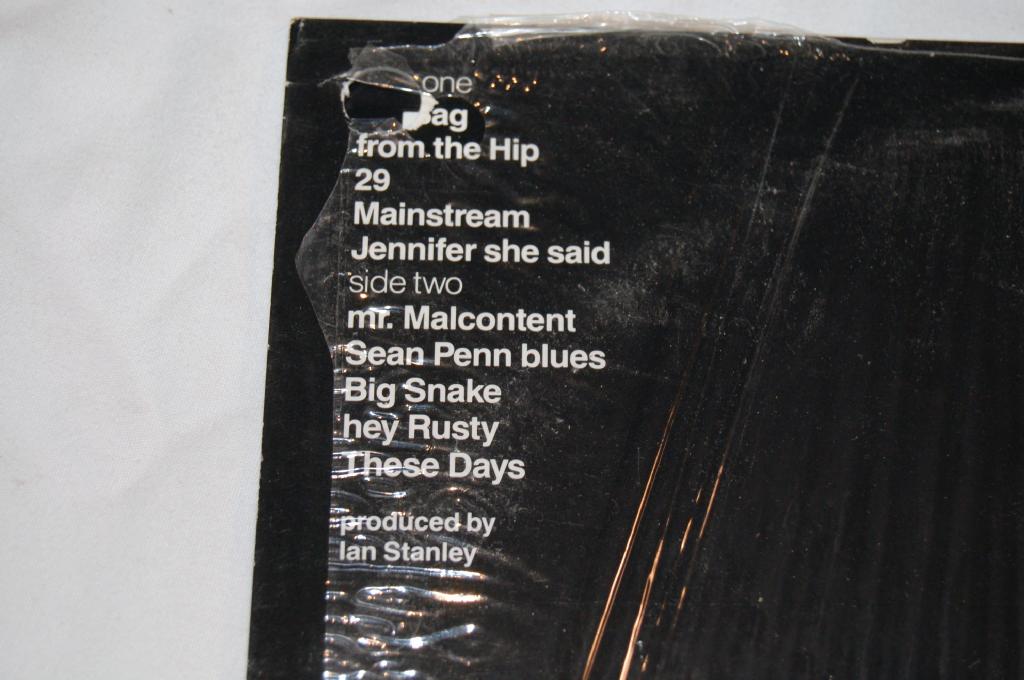 one
Bag
from the Hip
29
Mainstream
Jennifer she said
side two
mr. Malcontent
Sean Penn blues
Big Snake
hey Rusty
These Days
produced by
Ian Stanley